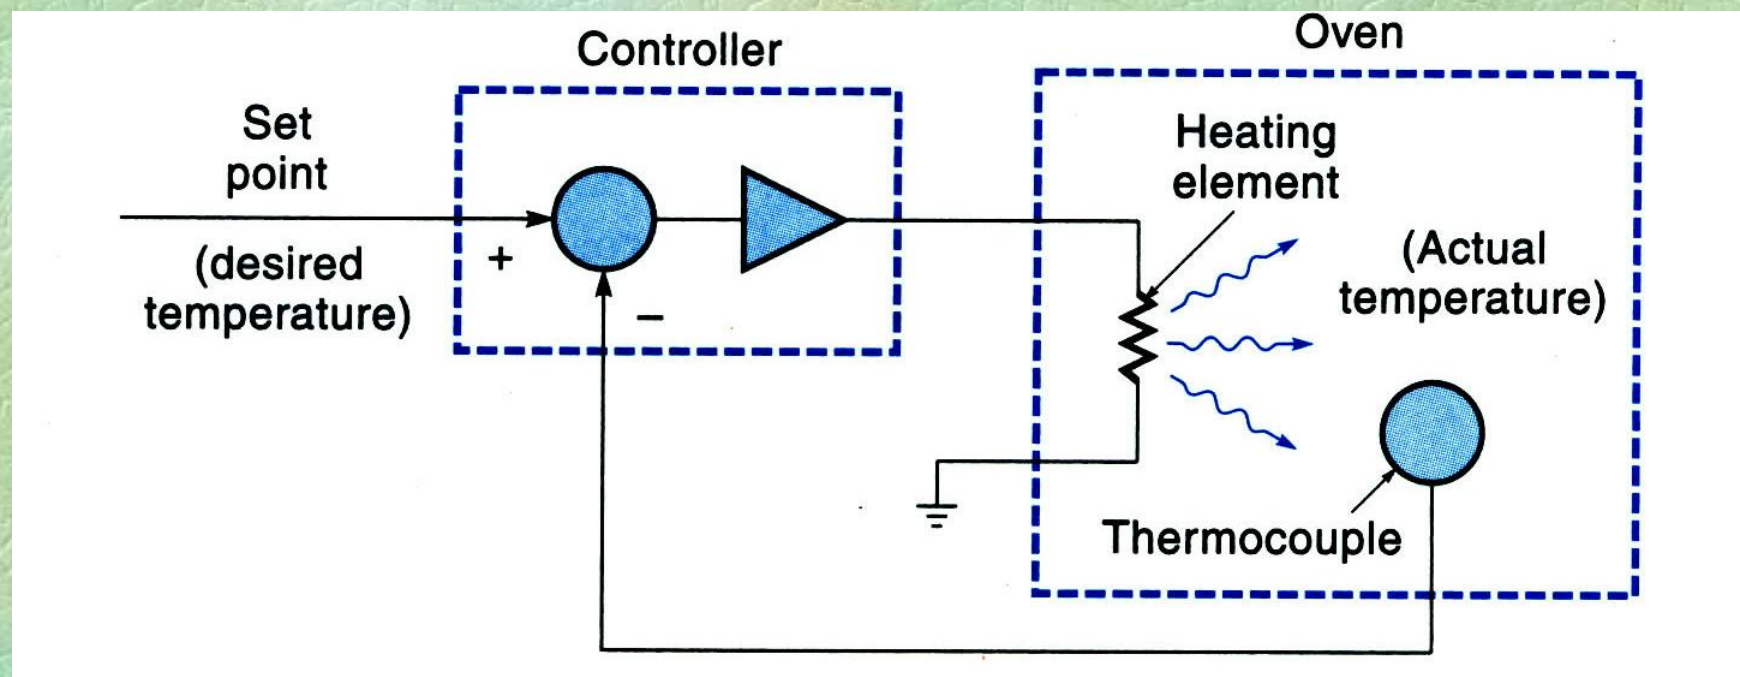 Controller
Oven
Set
point
(desired
temperature)
+
−
Heating
element
(Actual
temperature)
Thermocouple